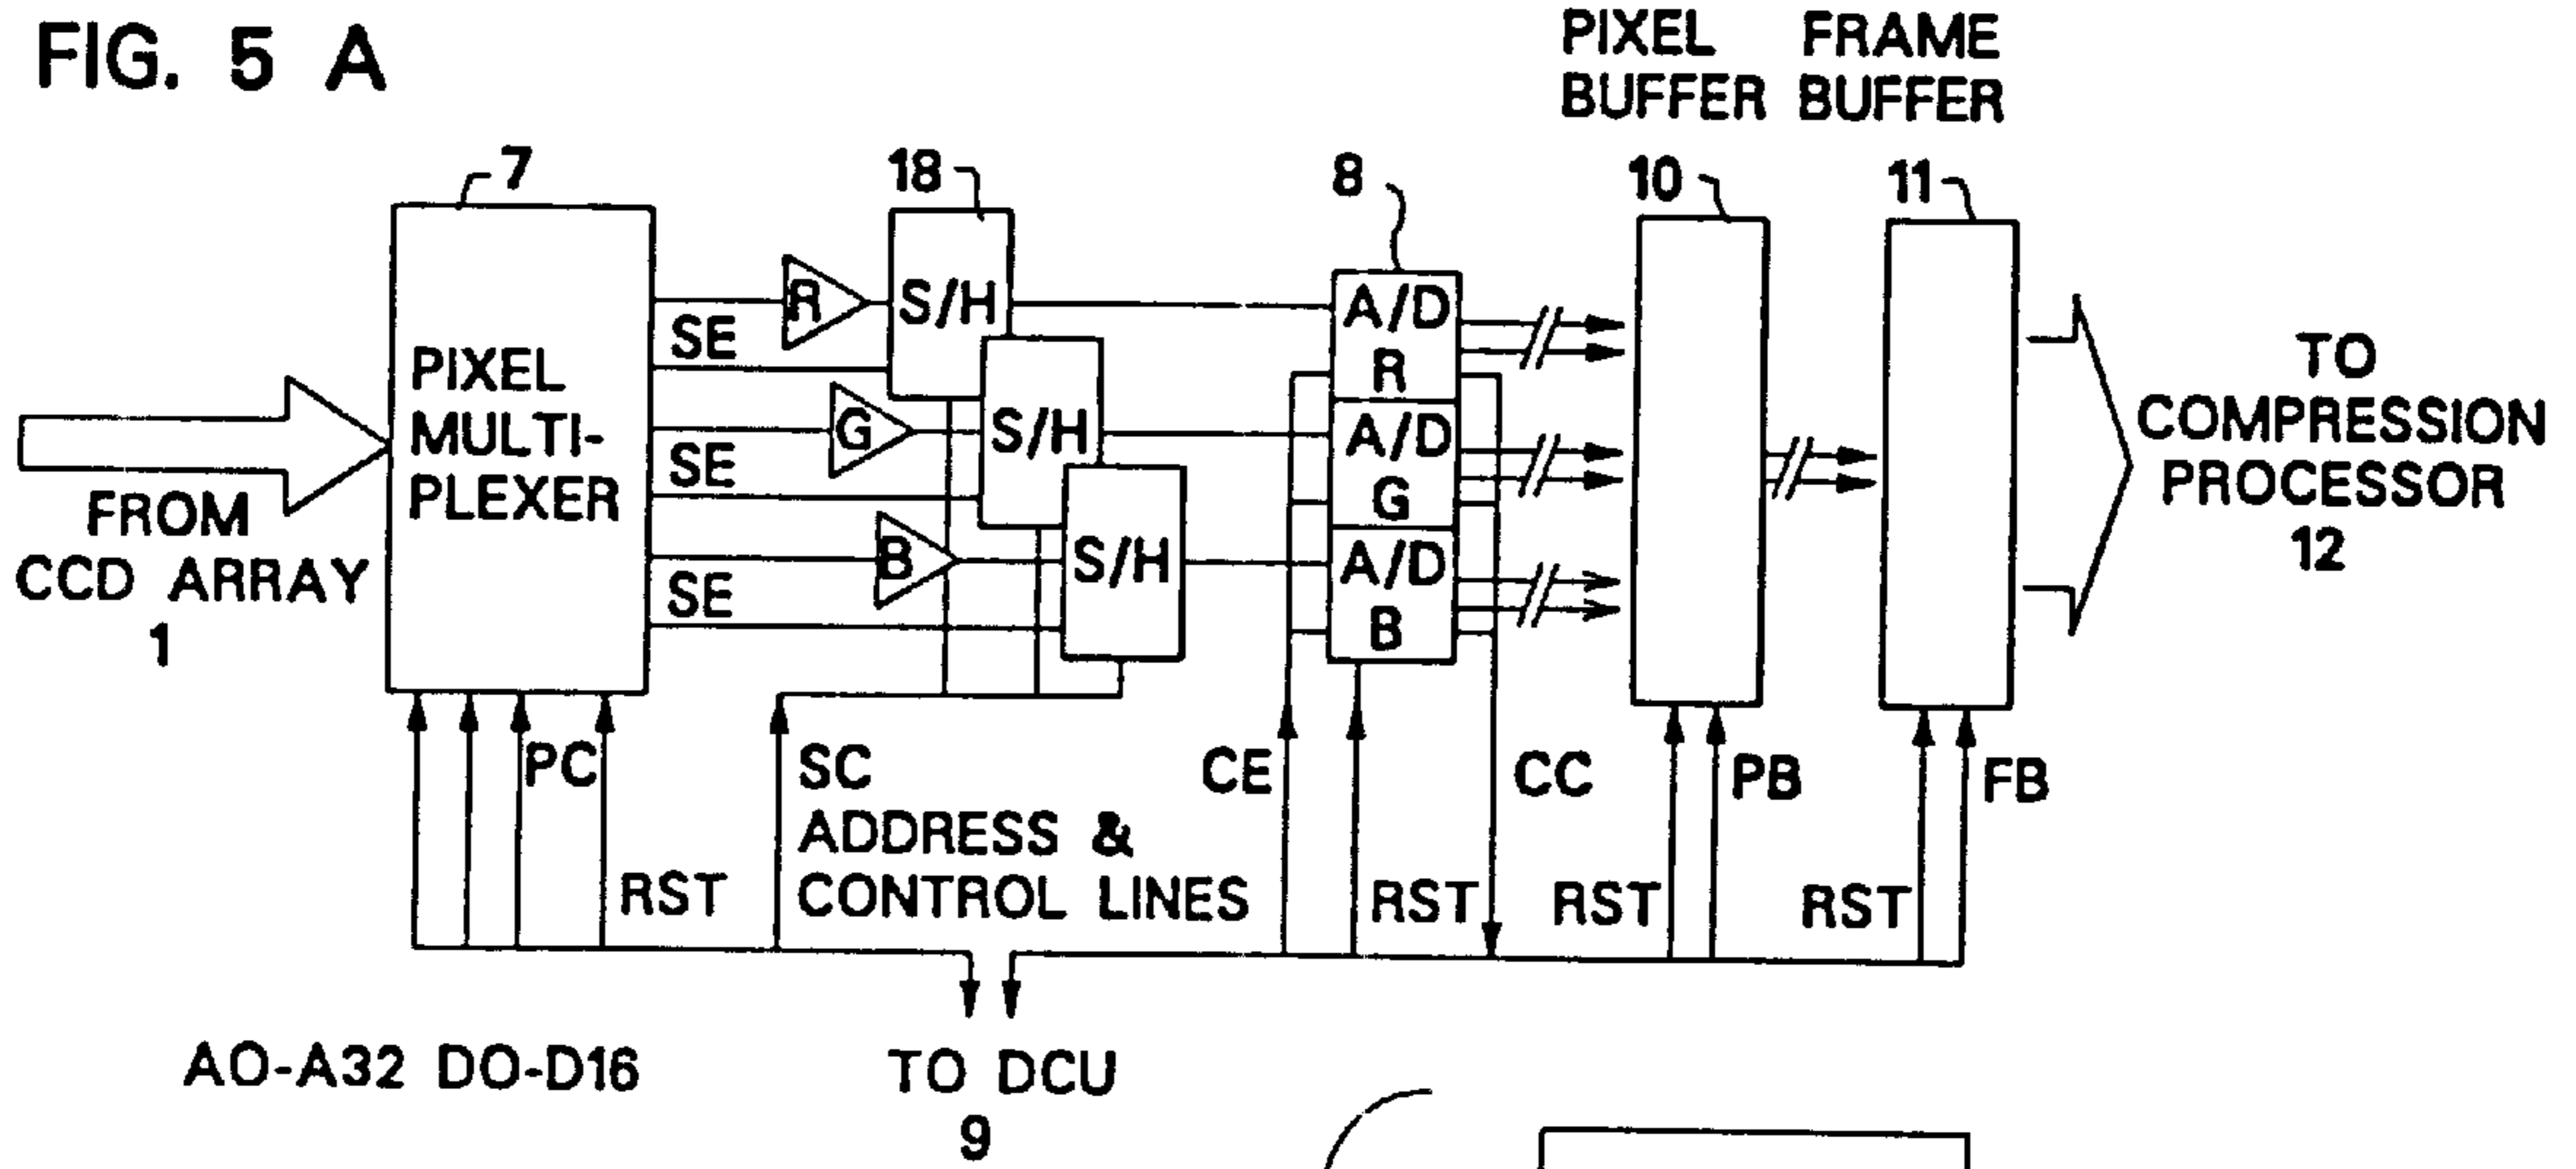 FIG. 5 A
PIXEL FRAME
BUFFER BUFFER
7
18
8
10
11
R
S/H
SE
G
S/H
SE
B
S/H
SE
PIXEL
MULTI-
PLEXER
A/D
R
A/D
G
A/D
B
FROM
CCD ARRAY
1
TO
COMPRESSION
PROCESSOR
12
PC
RST
SC
ADDRESS &
CONTROL LINES
CE
RST
CC
RST
PB
RST
FB
AO-A32 DO-D16
TO DCU
9